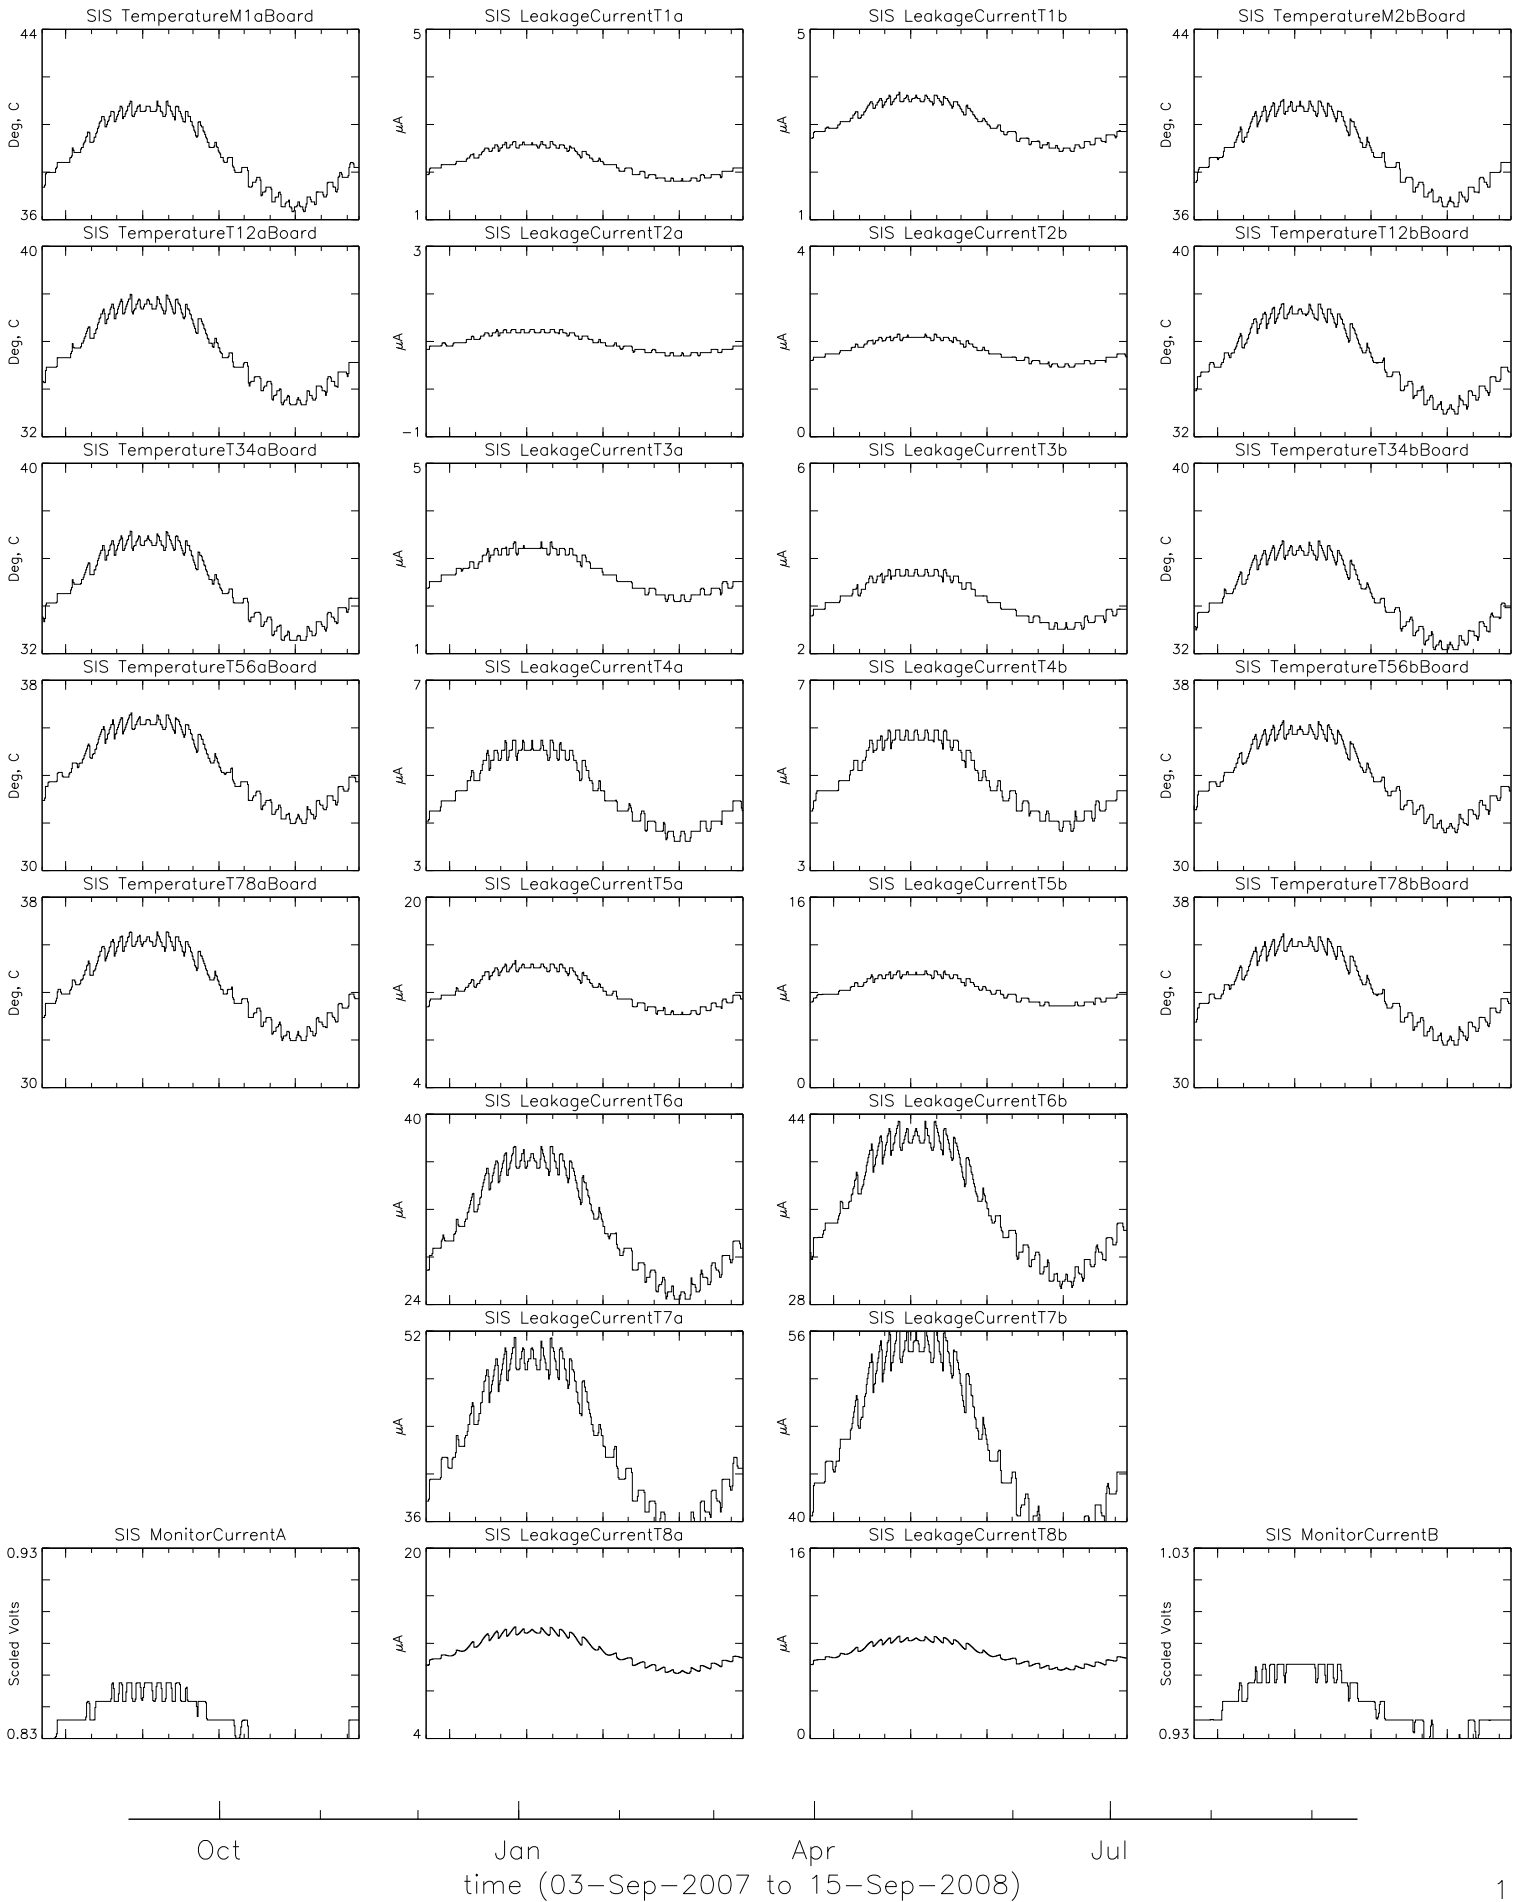 SIS TemperatureM1aBoard
44
Deg, C
36
SIS LeakageCurrentT1a
5
μA
1
SIS LeakageCurrentT1b
5
μA
1
SIS TemperatureM2bBoard
44
Deg, C
36
SIS TemperatureT12aBoard
40
Deg, C
32
SIS LeakageCurrentT2a
3
μA
−1
SIS LeakageCurrentT2b
4
μA
0
SIS TemperatureT12bBoard
40
Deg, C
32
SIS TemperatureT34aBoard
40
Deg, C
32
SIS LeakageCurrentT3a
5
μA
1
SIS LeakageCurrentT3b
6
μA
2
SIS TemperatureT34bBoard
40
Deg, C
32
SIS TemperatureT56aBoard
38
Deg, C
30
SIS LeakageCurrentT4a
7
μA
3
SIS LeakageCurrentT4b
7
μA
3
SIS TemperatureT56bBoard
38
Deg, C
30
SIS TemperatureT78aBoard
38
Deg, C
30
SIS LeakageCurrentT5a
20
μA
4
SIS LeakageCurrentT5b
16
μA
0
SIS TemperatureT78bBoard
38
Deg, C
30
SIS LeakageCurrentT6a
40
μA
24
SIS LeakageCurrentT6b
44
μA
28
SIS LeakageCurrentT7a
52
μA
36
SIS LeakageCurrentT7b
56
μA
40
SIS MonitorCurrentA
0.93
Scaled Volts
0.83
SIS LeakageCurrentT8a
20
μA
4
SIS LeakageCurrentT8b
16
μA
0
SIS MonitorCurrentB
1.03
Scaled Volts
0.93
Oct Jan Apr Jul
time (03−Sep−2007 to 15−Sep−2008)
1